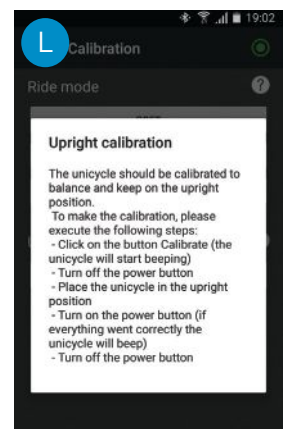 19:02
L
Calibration
Ride mode
?
Upright calibration
The unicycle should be calibrated to
balance and keep on the upright
position.
To make the calibration, please
execute the following steps:
- Click on the button Calibrate (the
unicycle will start beeping)
- Turn off the power button
- Place the unicycle in the upright
position
- Turn on the power button (if
everything went correctly the
unicycle will beep)
- Turn off the power button